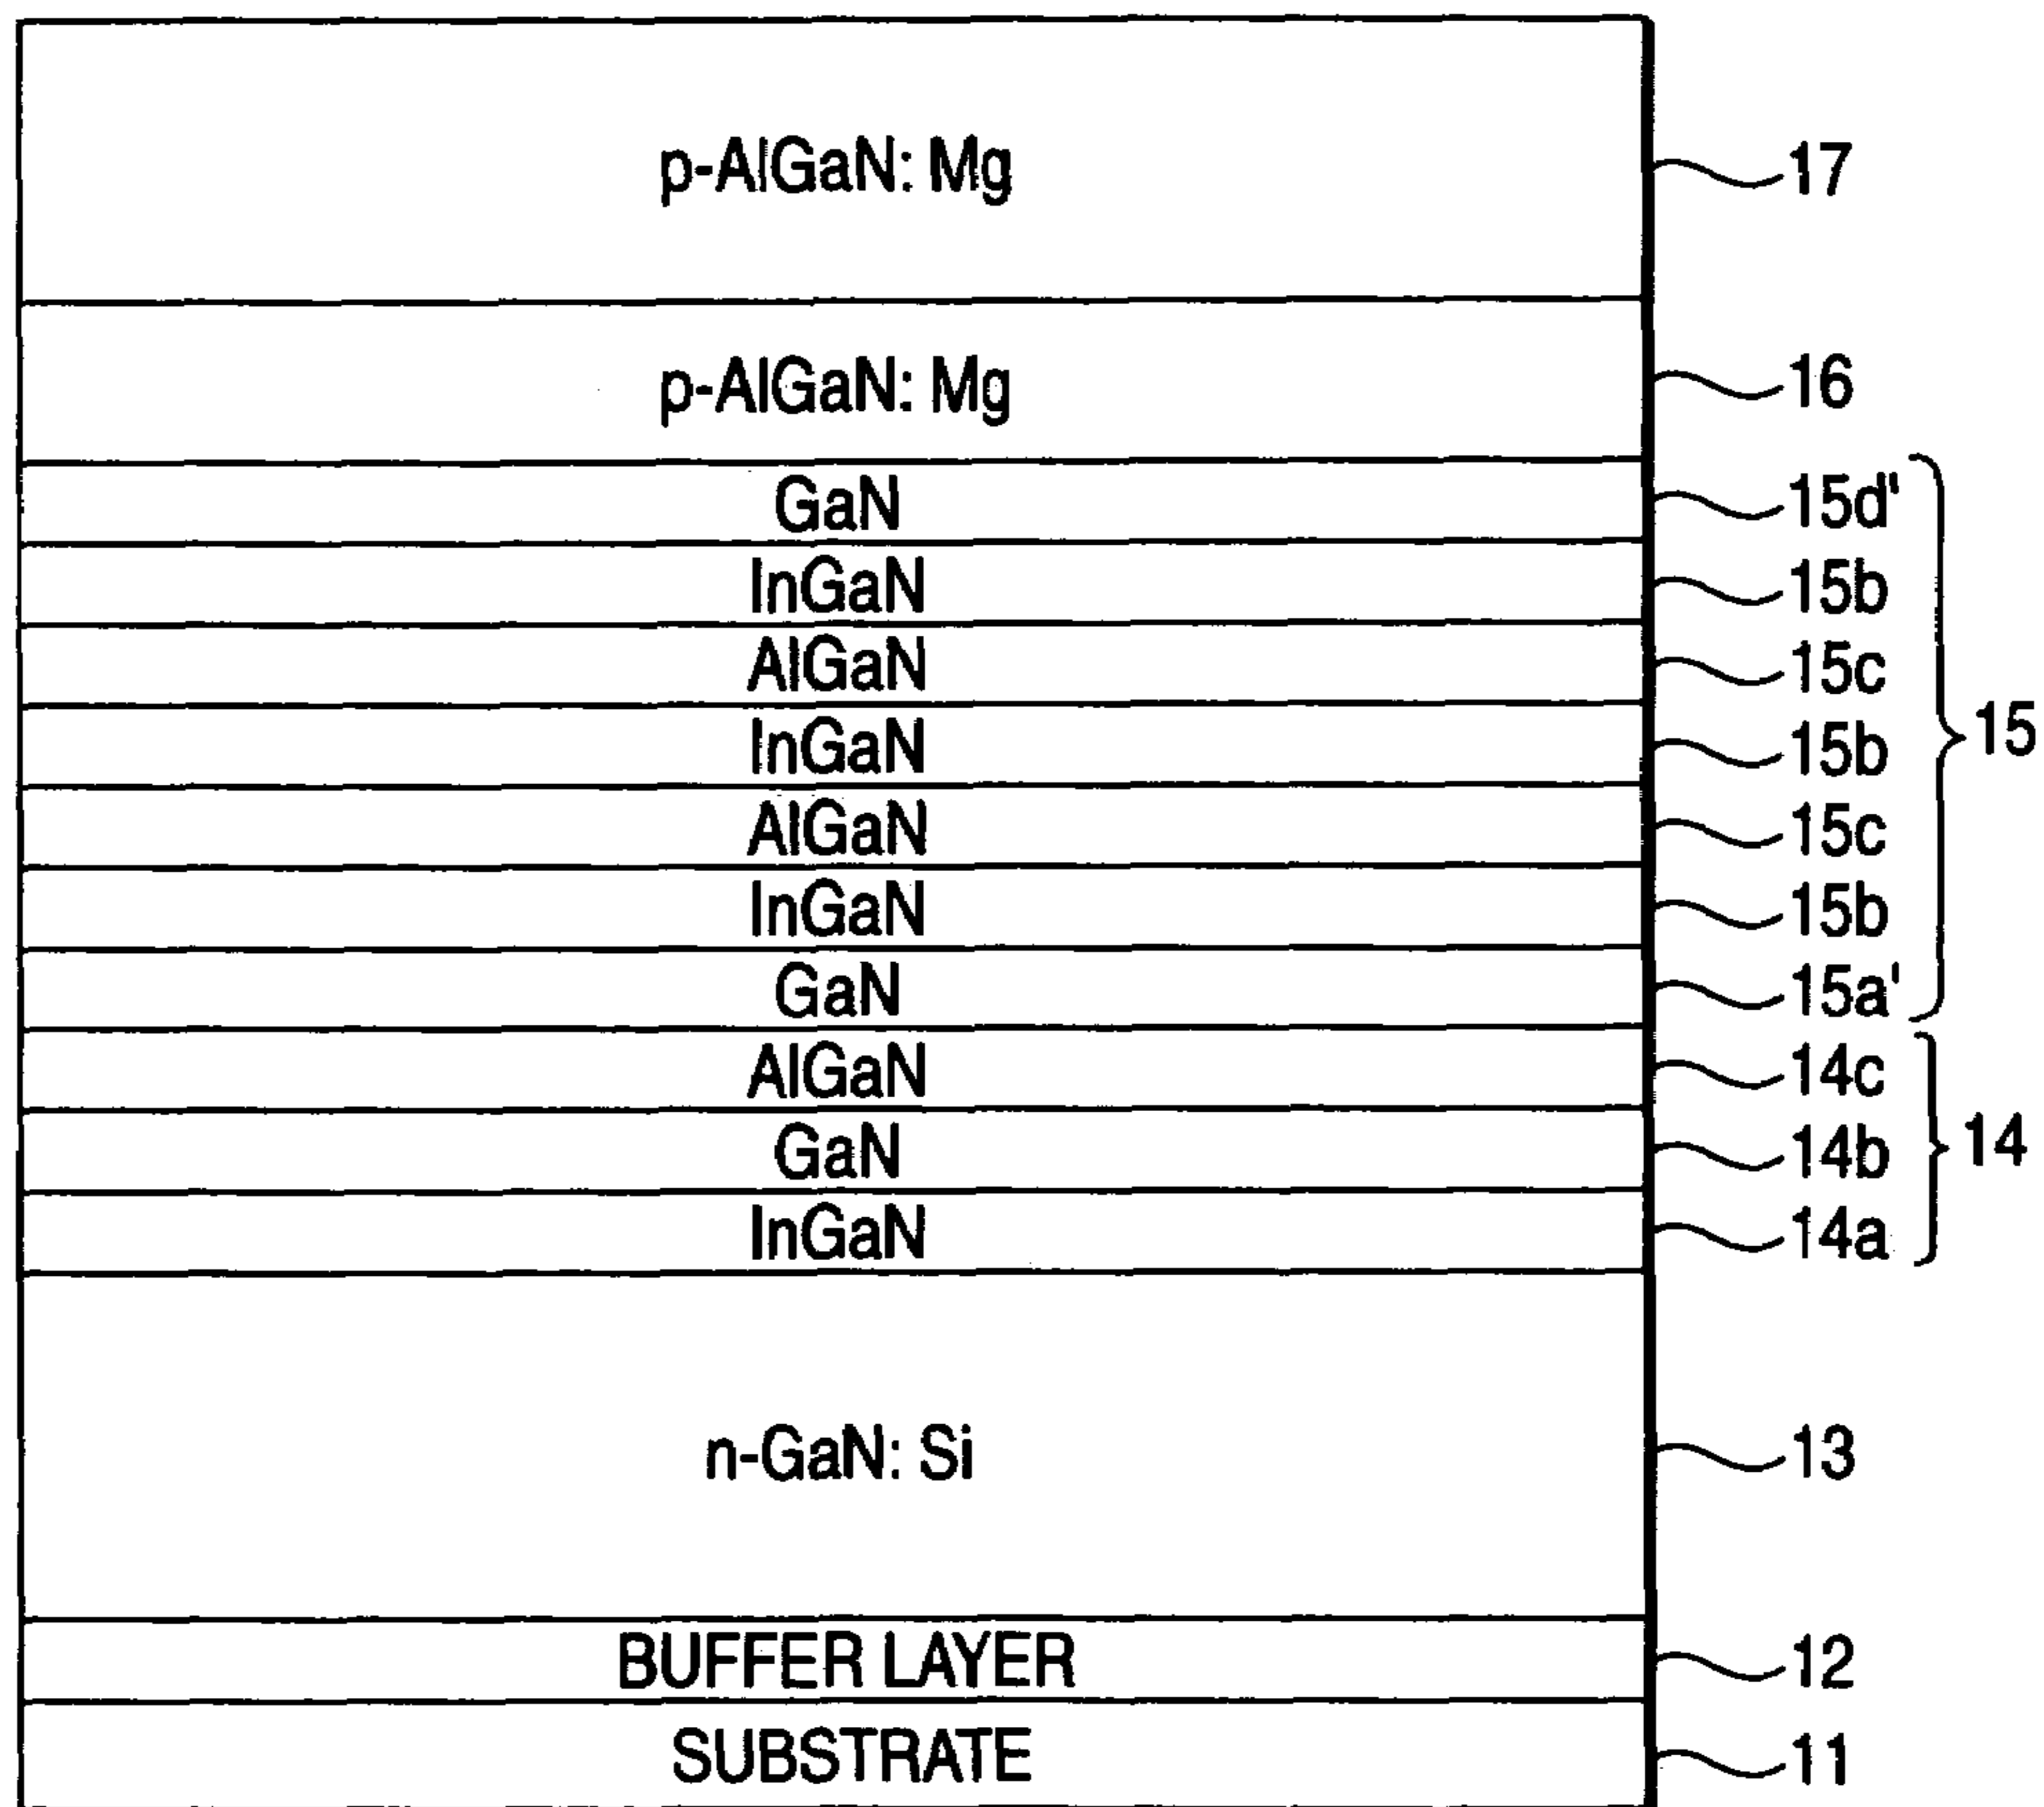 p-AlGaN: Mg 17
p-AlGaN: Mg 16
GaN 15d"
InGaN 15b
AlGaN 15c
InGaN 15b
15
AlGaN 15c
InGaN 15b
GaN 15a'
AlGaN 14c
GaN 14b
14
InGaN 14a
n-GaN: Si 13
BUFFER LAYER 12
SUBSTRATE 11